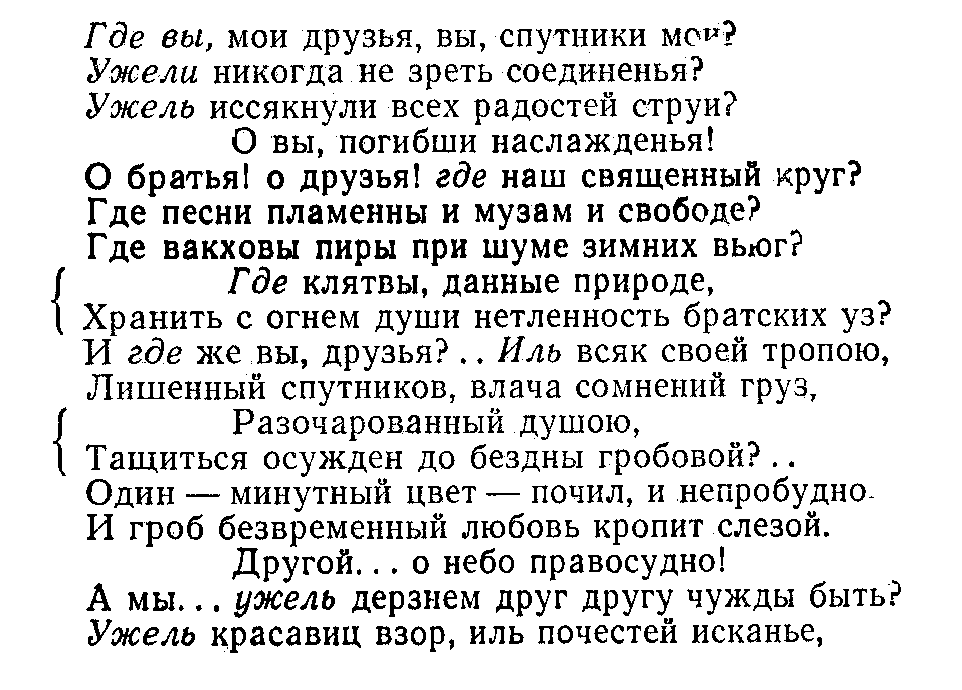 Где вы, мои друзья, вы, спутники мои?
Ужели никогда не зреть соединенья?
Ужель иссякнули всех радостей струи?
О вы, погибши наслажденья!
О братья! о друзья! где наш священный круг?
Где песни пламенны и музам и свободе?
Где вакховы пиры при шуме зимних вьюг?
Где клятвы, данные природе,
Хранить с огнем души нетленность братских уз?
И где же вы, друзья?.. Иль всяк своей тропою,
Лишенный спутников, влача сомнений груз,
Разочарованный душою,
Тащиться осужден до бездны гробовой?..
Один — минутный цвет — почил, и непробудно
И гроб безвременный любовь кропит слезой.
Другой... о небо правосудно!
А мы... ужель дерзнем друг другу чужды быть?
Ужель красавиц взор, иль почестей исканье,